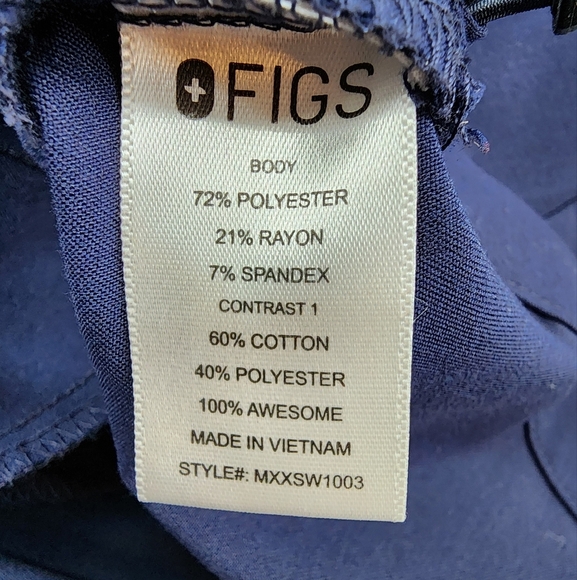 FIGS
BODY
72% POLYESTER
21% RAYON
7% SPANDEX
CONTRAST 1
60% COTTON
40% POLYESTER
100% AWESOME
MADE IN VIETNAM
STYLE#: MXXSW1003